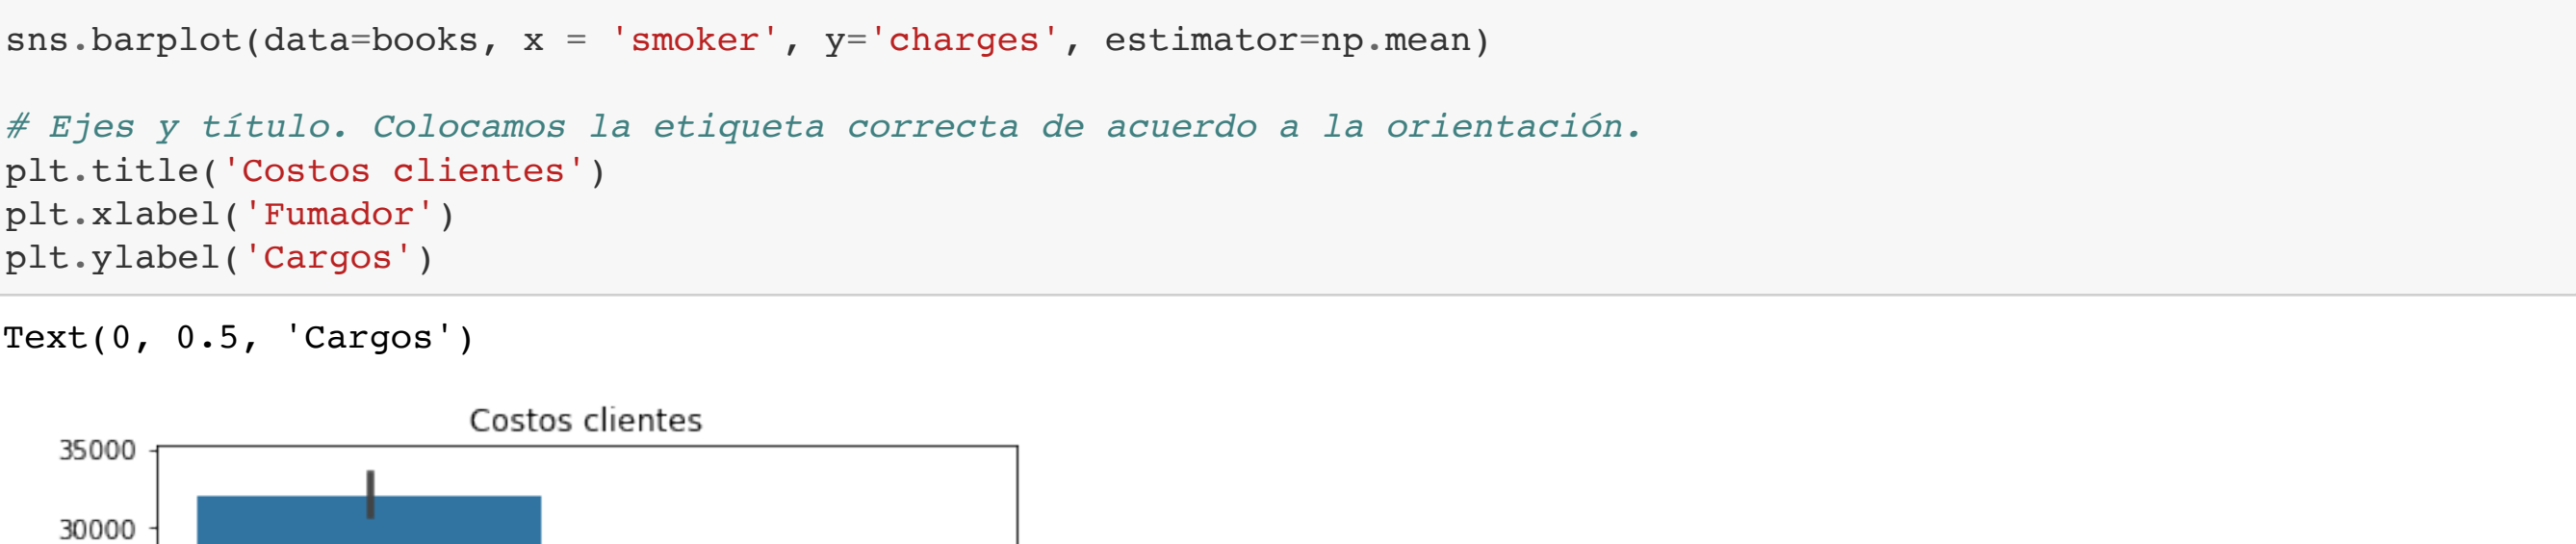 sns.barplot(data=books, x = 'smoker', y='charges', estimator=np.mean)
# Ejes y título. Colocamos la etiqueta correcta de acuerdo a la orientación.
plt.title('Costos clientes')
plt.xlabel('Fumador')
plt.ylabel('Cargos')
Text(0, 0.5, 'Cargos')
Costos clientes
35000
30000